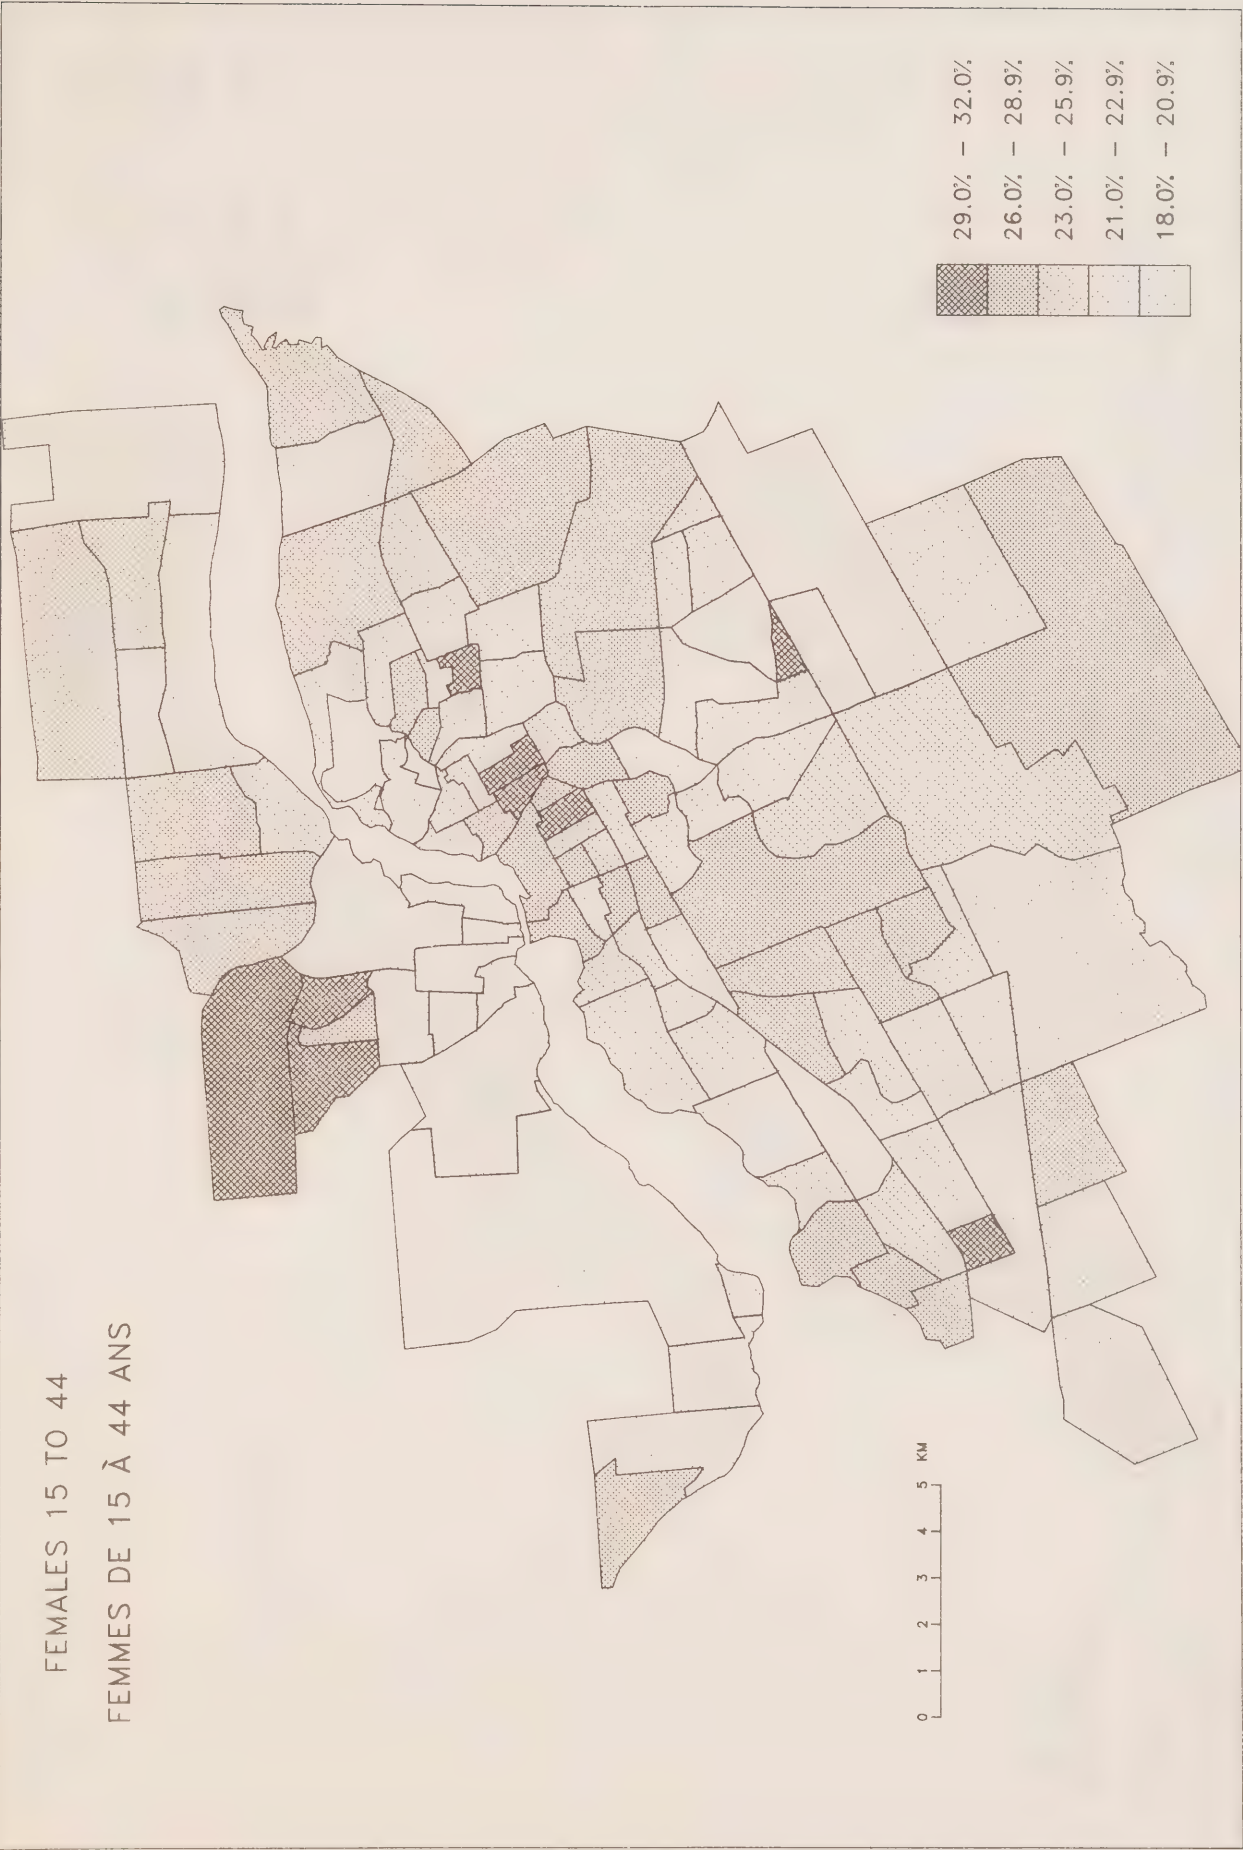 FEMALES 15 TO 44
FEMMES DE 15 À 44 ANS
29.0% – 32.0%
26.0% – 28.9%
23.0% – 25.9%
21.0% – 22.9%
18.0% – 20.9%
0 1 2 3 4 5 KM